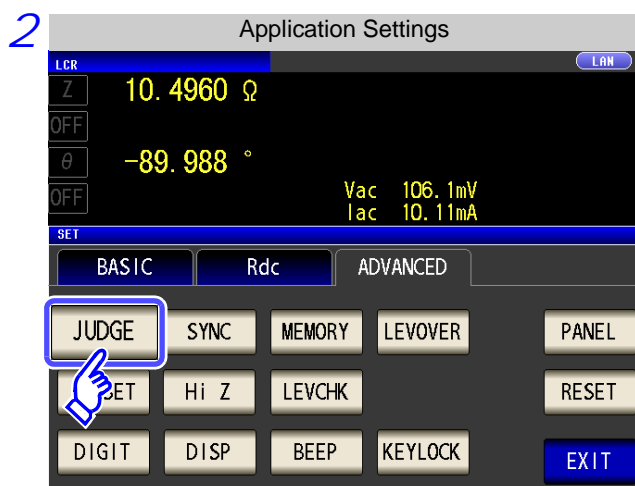 2
Application Settings
LCR
LAN
Z 10.4960 Ω
OFF
θ -89.988 °
OFF
Vac 106.1mV
Iac 10.11mA
SET
BASIC Rdc ADVANCED
JUDGE SYNC MEMORY LEVOVER PANEL
SET Hi Z LEVCHK RESET
DIGIT DISP BEEP KEYLOCK EXIT